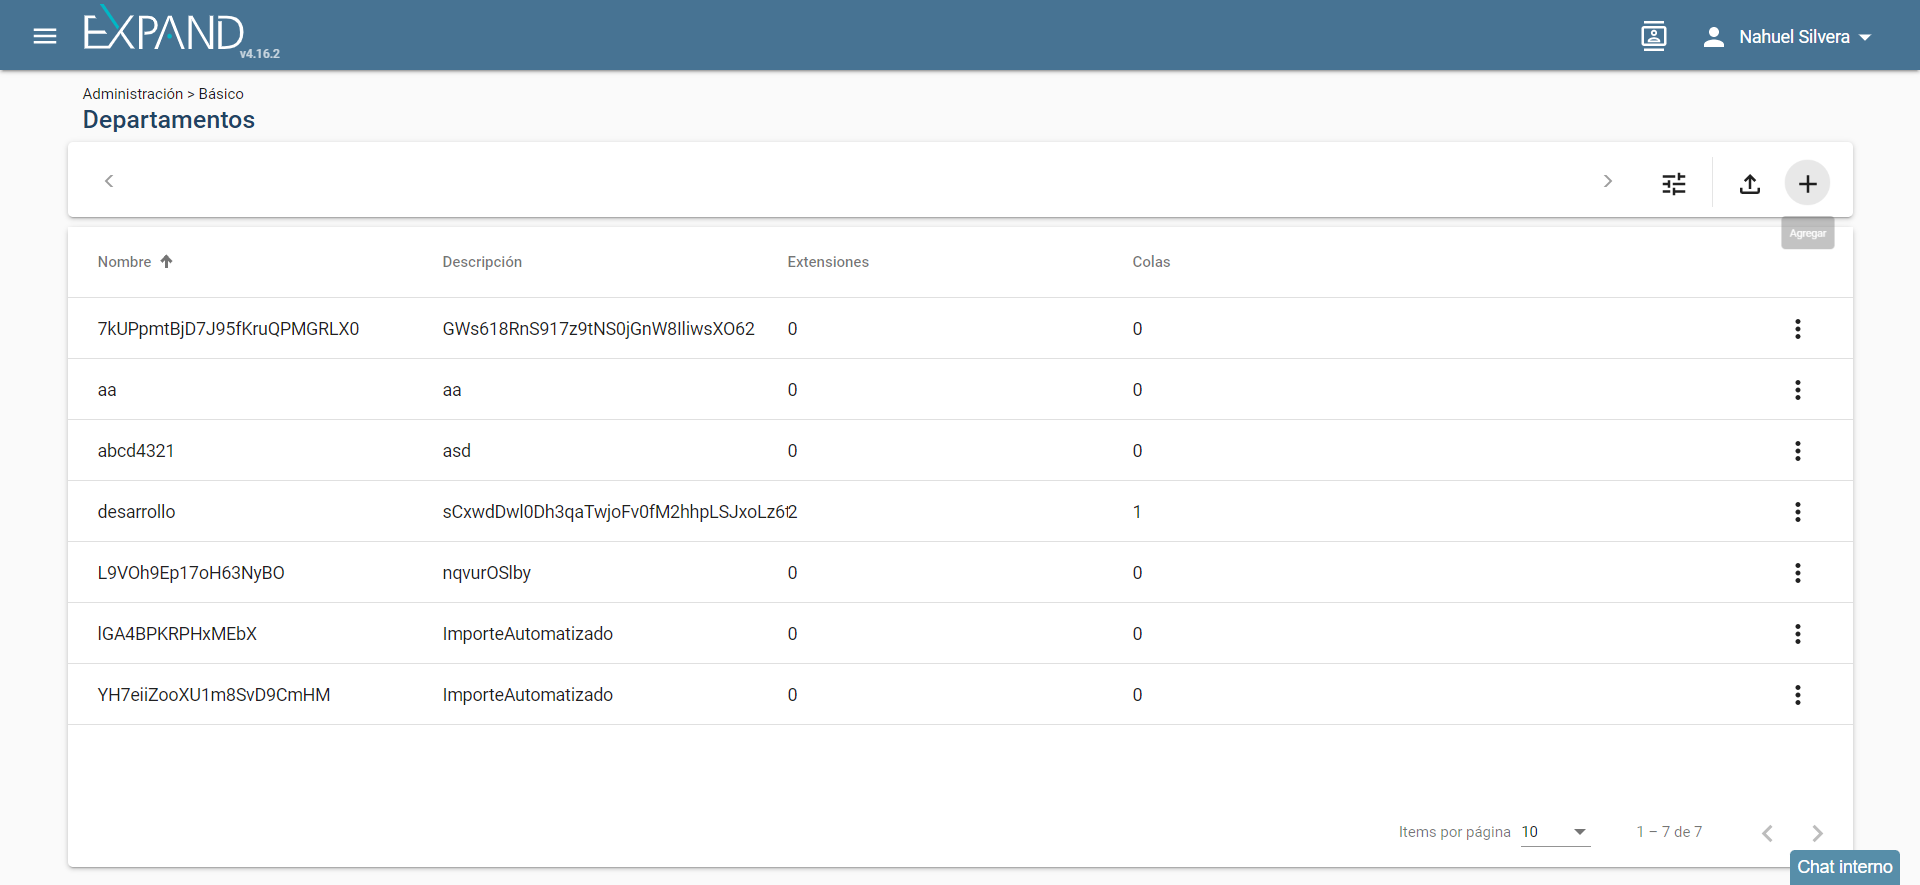 EXPAND
v4.16.2
Nahuel Silvera
Administración > Básico
Departamentos
Agregar
Nombre Descripción Extensiones Colas
7kUPpmtBjD7J95fKruQPMGRLX0 GWs618RnS917z9tNS0jGnW8IliwsXO62 0 0
aa aa 0 0
abcd4321 asd 0 0
desarrollo 2 1
L9VOh9Ep17oH63NyBO nqvurOSlby 0 0
lGA4BPKRPHxMEbX ImporteAutomatizado 0 0
YH7eiiZooXU1m8SvD9CmHM ImporteAutomatizado 0 0
Items por página 10 1 – 7 de 7
Chat interno